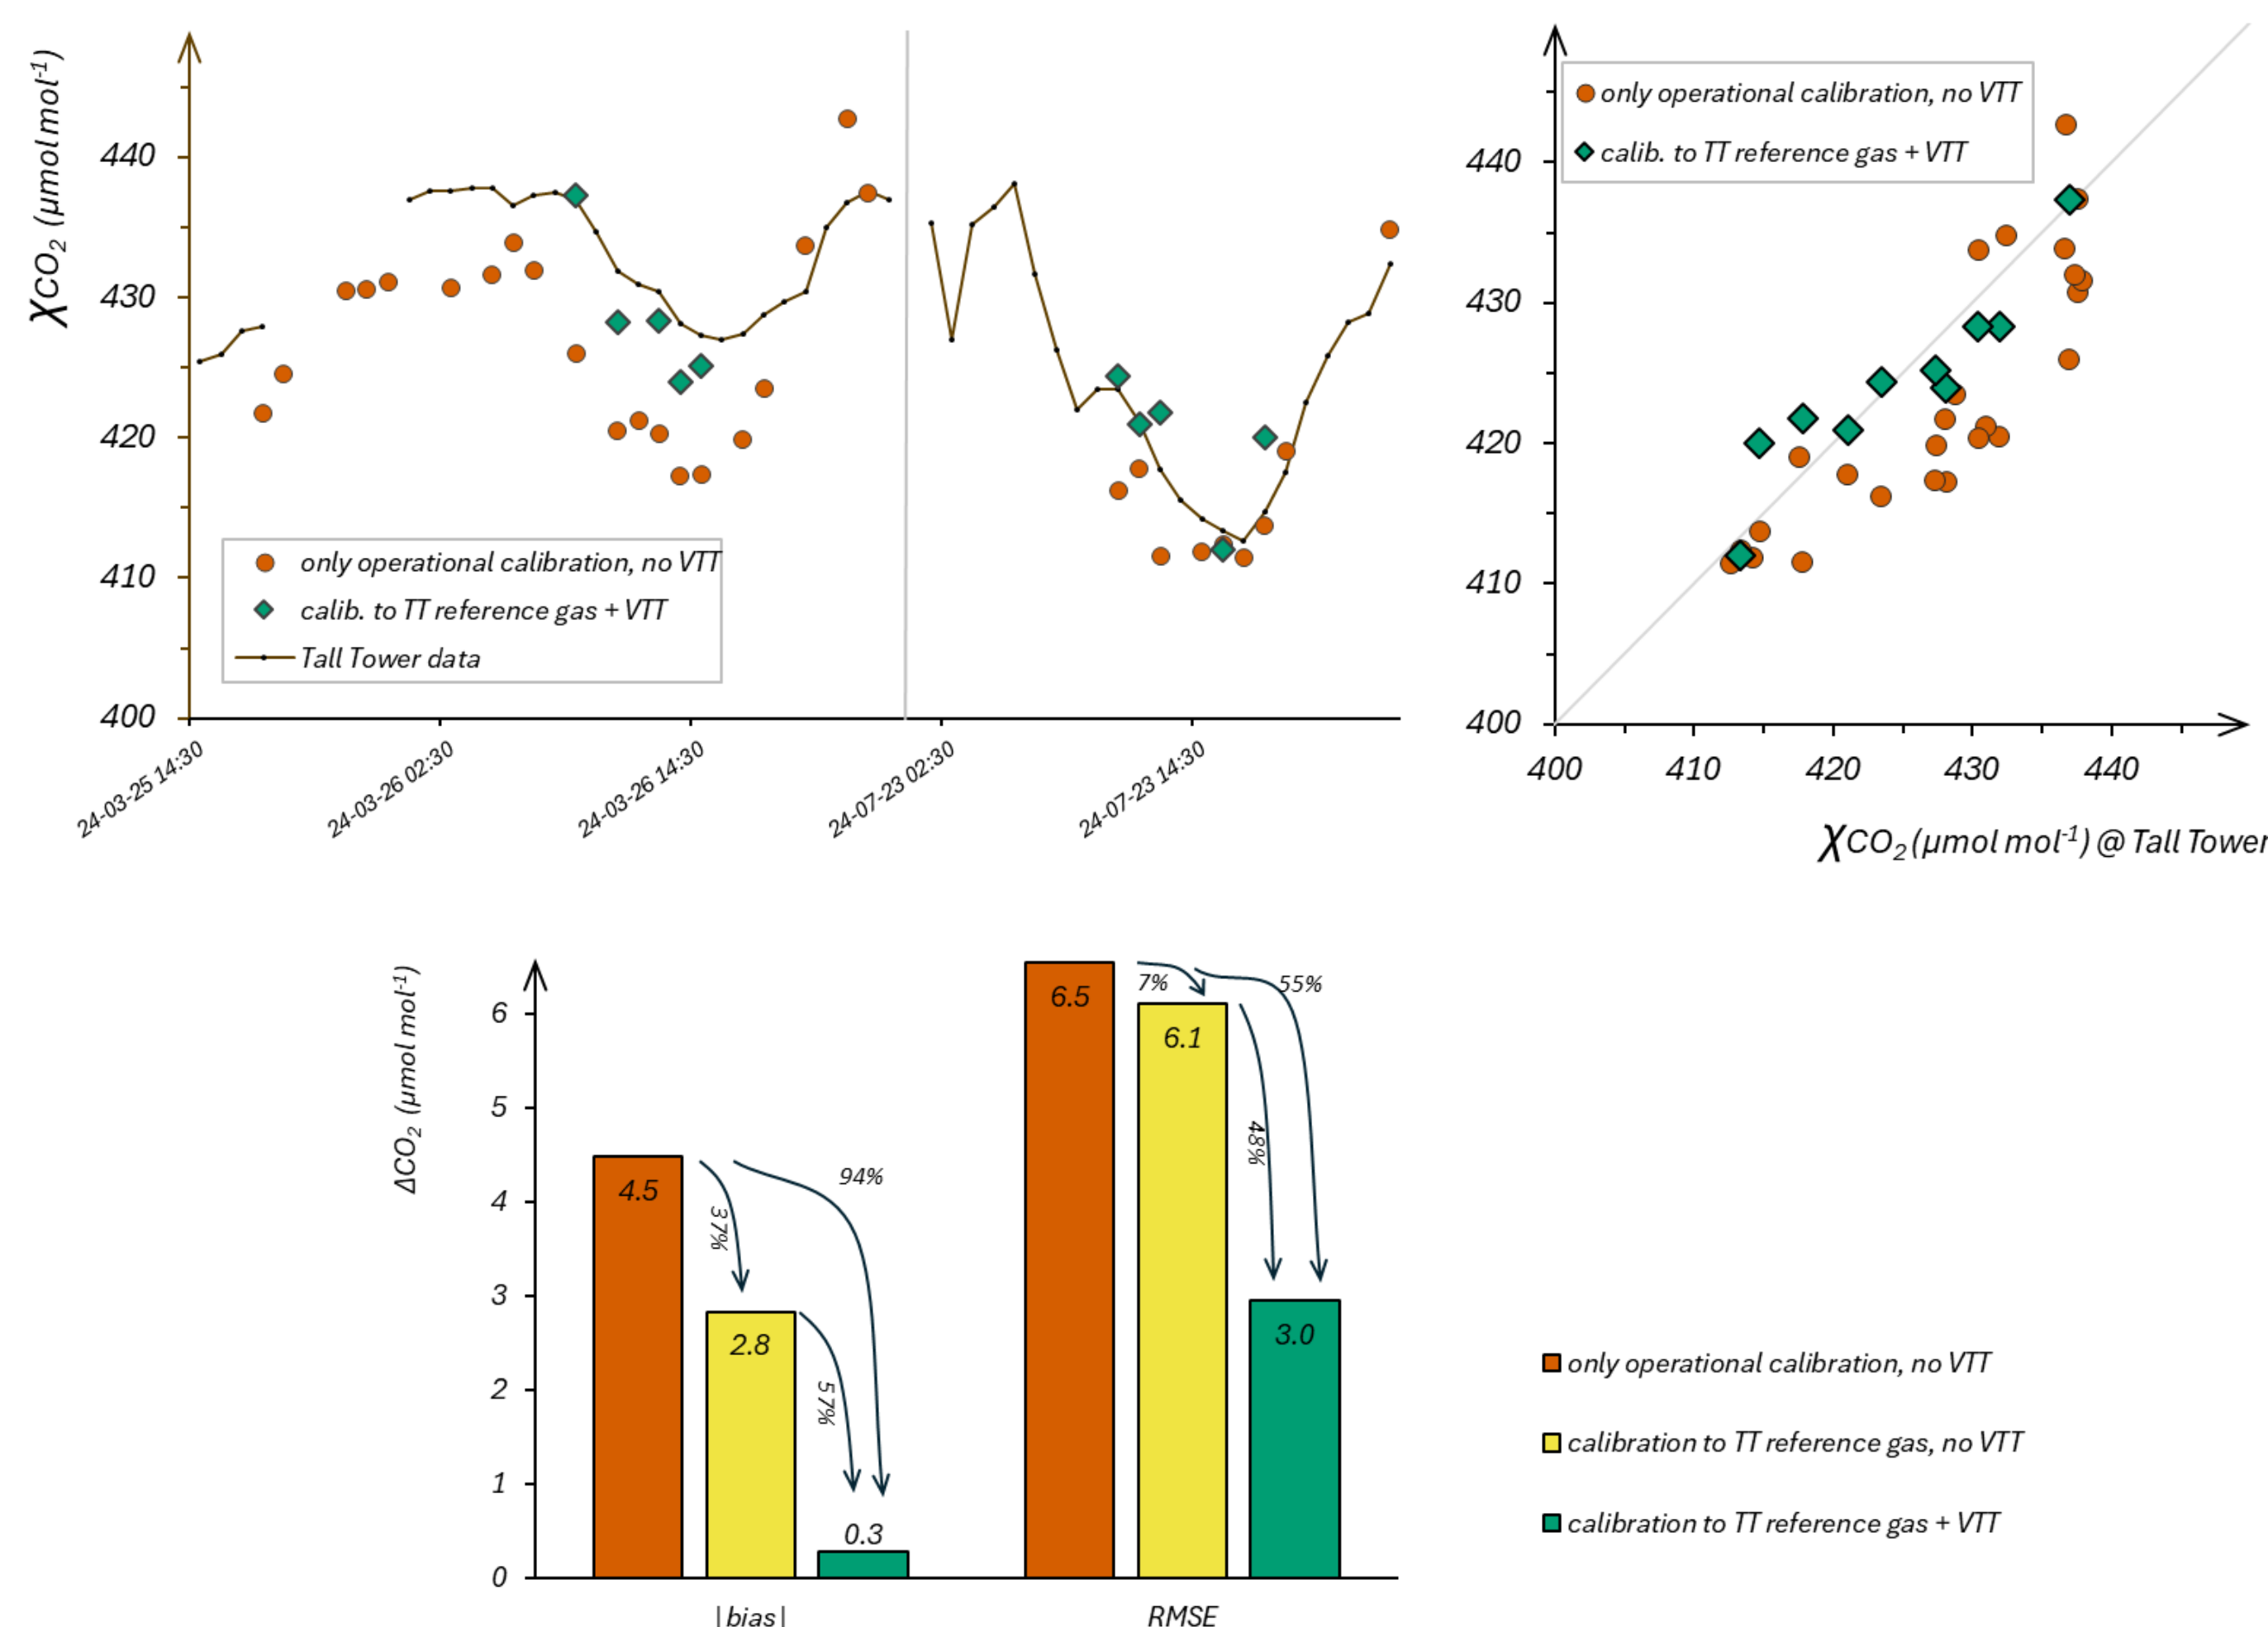 χCO₂ (μmol mol⁻¹)
440
430
420
410
400
only operational calibration, no VTT
calib. to TT reference gas + VTT
Tall Tower data
24-03-25 14:30
24-03-26 02:30
24-03-26 14:30
24-07-23 02:30
24-07-23 14:30
only operational calibration, no VTT
calib. to TT reference gas + VTT
440
430
420
410
400
400 410 420 430 440
χCO₂ (μmol mol⁻¹) @ Tall Tower
ΔCO₂ (μmol mol⁻¹)
6
5
4
3
2
1
0
4.5
37%
94%
2.8
57%
0.3
6.5
7%
55%
6.1
48%
3.0
|bias|
RMSE
only operational calibration, no VTT
calibration to TT reference gas, no VTT
calibration to TT reference gas + VTT